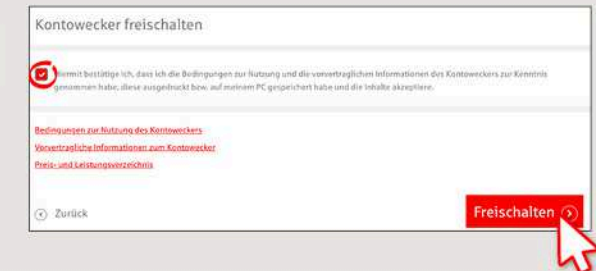 Kontowecker freischalten
Hiermit bestätige ich, dass ich die Bedingungen zur Nutzung und die vorvertraglichen Informationen des Kontoweckers zur Kenntnis
genommen habe, diese ausgedruckt bzw. auf meinem PC gespeichert habe und die Inhalte akzeptiere.
Bedingungen zur Nutzung des Kontoweckers
Vorvertragliche Informationen zum Kontowecker
Preis- und Leistungsverzeichnis
Zurück
Freischalten